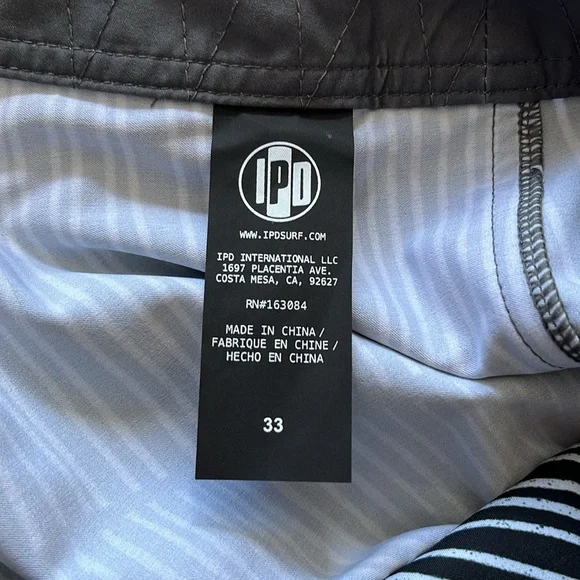 IPD
WWW.IPDSURF.COM
IPD INTERNATIONAL LLC
1697 PLACENTIA AVE.
COSTA MESA, CA, 92627
RN#163084
MADE IN CHINA/
FABRIQUE EN CHINE/
HECHO EN CHINA
33